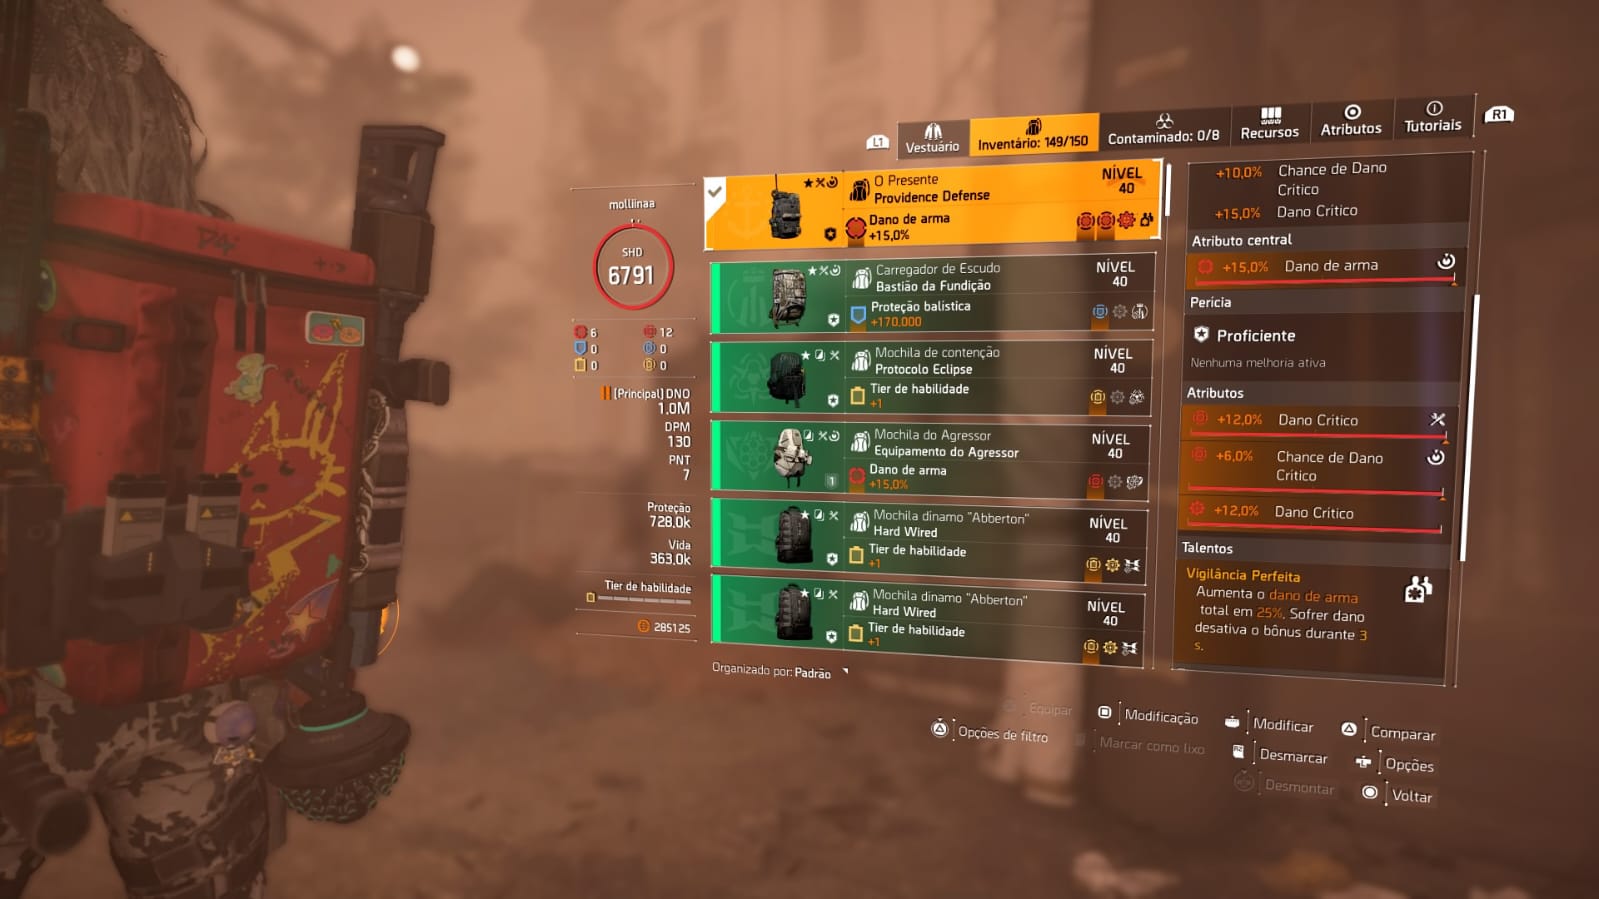 L1
Vestuário
Inventário: 149/150
Contaminado: 0/8
Recursos
Atributos
Tutoriais
R1
molliinaa
SHD
6791
6
12
0
0
0
0
[Principal] DNO
1.0M
DPM
130
PNT
7
Proteção
728,0k
Vida
363,0k
Tier de habilidade
285125
O Presente
Providence Defense
Dano de arma
+15,0%
NÍVEL
40
Carregador de Escudo
Bastião da Fundição
Proteção balística
+170.000
NÍVEL
40
Mochila de contenção
Protocolo Eclipse
Tier de habilidade
+1
NÍVEL
40
Mochila do Agressor
Equipamento do Agressor
Dano de arma
+15,0%
1
NÍVEL
40
Mochila dinamo "Abberton"
Hard Wired
Tier de habilidade
+1
NÍVEL
40
Mochila dinamo "Abberton"
Hard Wired
Tier de habilidade
+1
NÍVEL
40
Organizado por: Padrão
+10,0% Chance de Dano
Crítico
+15,0% Dano Crítico
Atributo central
+15,0% Dano de arma
Perícia
Proficiente
Nenhuma melhoria ativa
Atributos
+12,0% Dano Crítico
+6,0% Chance de Dano
Crítico
+12,0% Dano Crítico
Talentos
Vigilância Perfeita
Aumenta o dano de arma
total em 25%. Sofrer dano
desativa o bônus durante 3
s.
Equipar
Modificação
Modificar
Comparar
Opções de filtro
Marcar como lixo
Desmarcar
Opções
Desmontar
Voltar